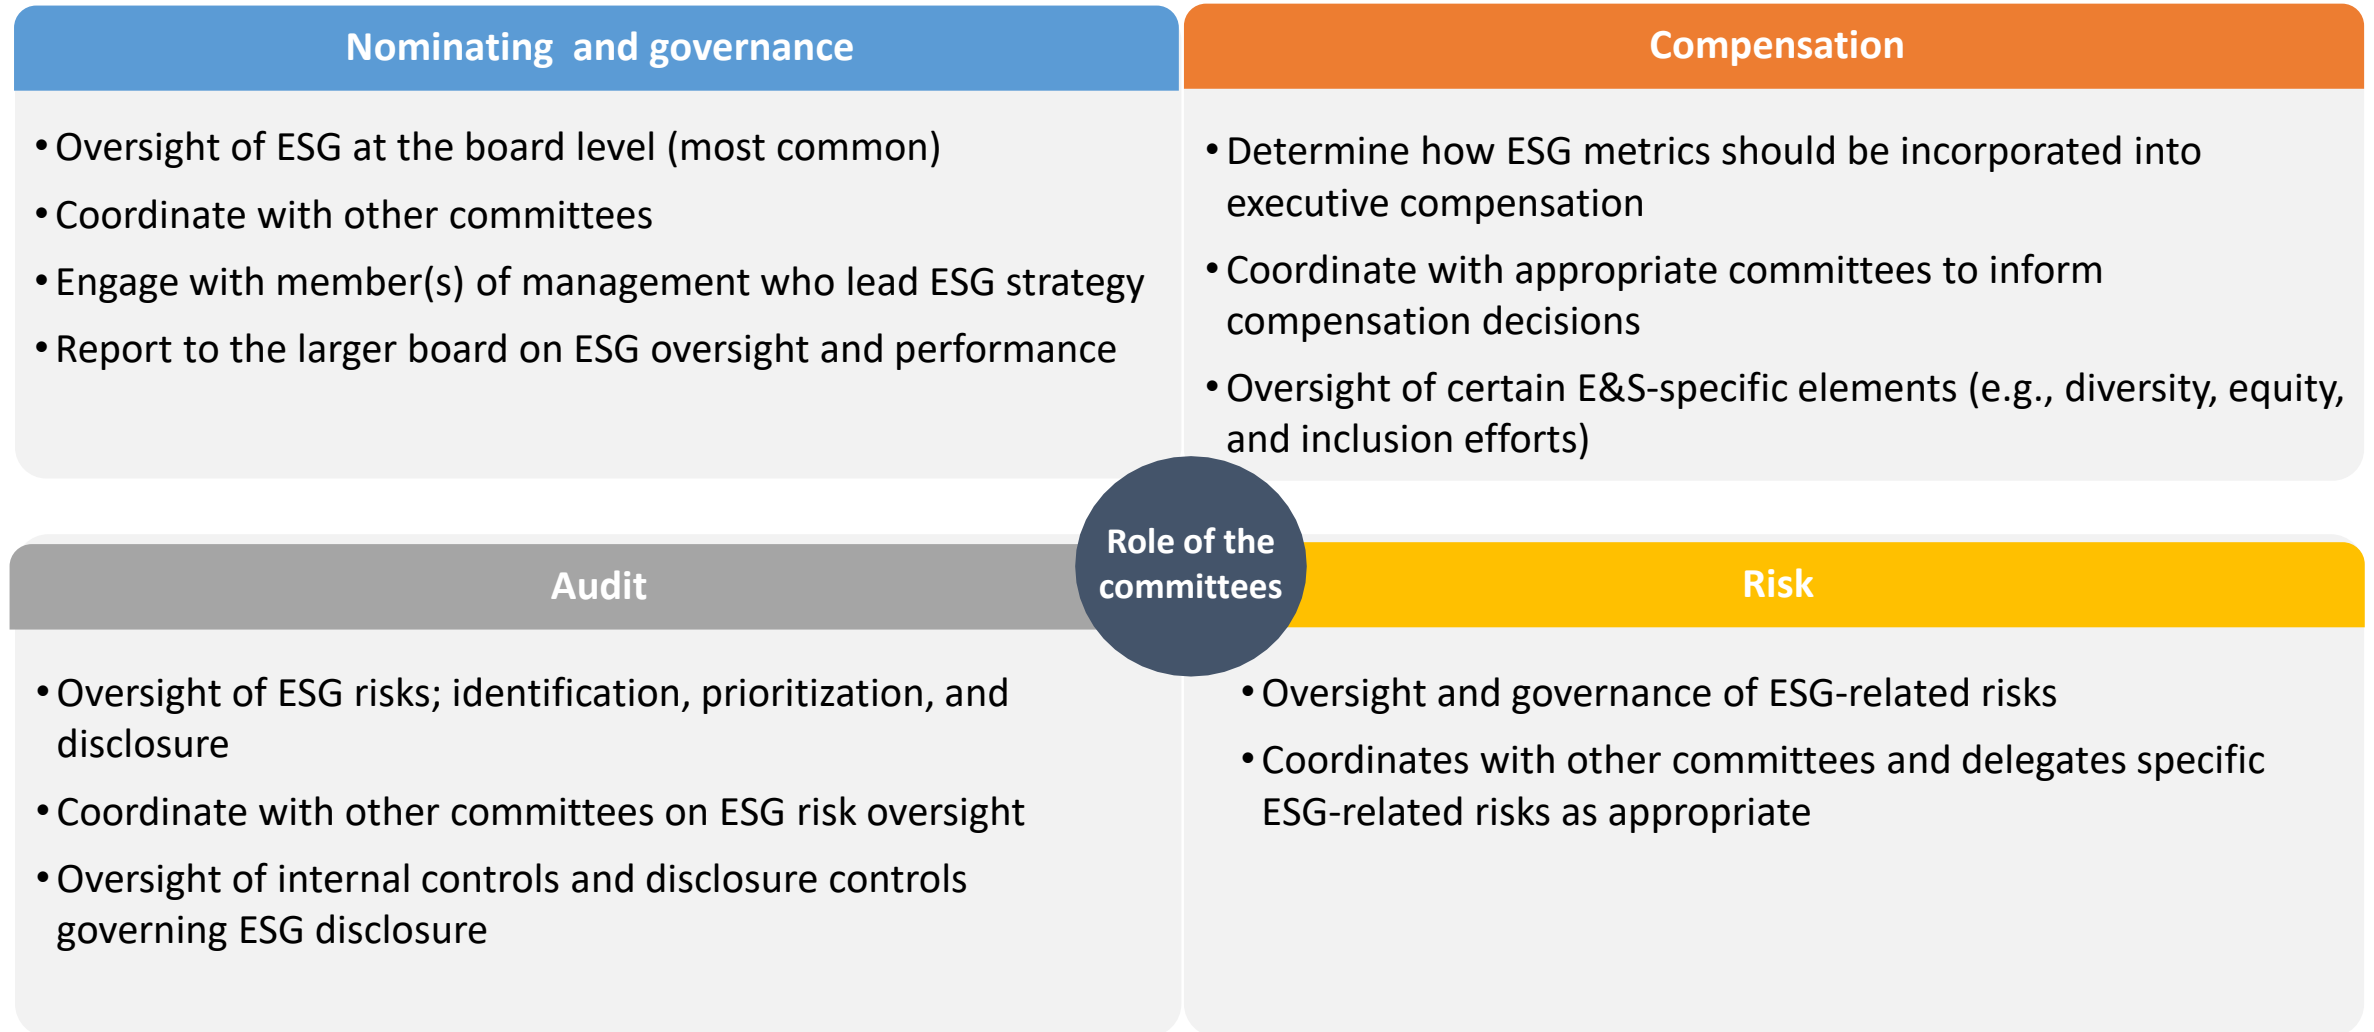 Nominating  and governance
• Oversight of ESG at the board level (most common)
• Coordinate with other committees
• Engage with member(s) of management who lead ESG strategy
• Report to the larger board on ESG oversight and performance
Compensation
• Determine how ESG metrics should be incorporated into
executive compensation
• Coordinate with appropriate committees to inform
compensation decisions
• Oversight of certain E&S-specific elements (e.g., diversity, equity,
and inclusion efforts)
Role of the
committees
Audit
• Oversight of ESG risks; identification, prioritization, and
disclosure
• Coordinate with other committees on ESG risk oversight
• Oversight of internal controls and disclosure controls
governing ESG disclosure
Risk
• Oversight and governance of ESG-related risks
• Coordinates with other committees and delegates specific
ESG-related risks as appropriate